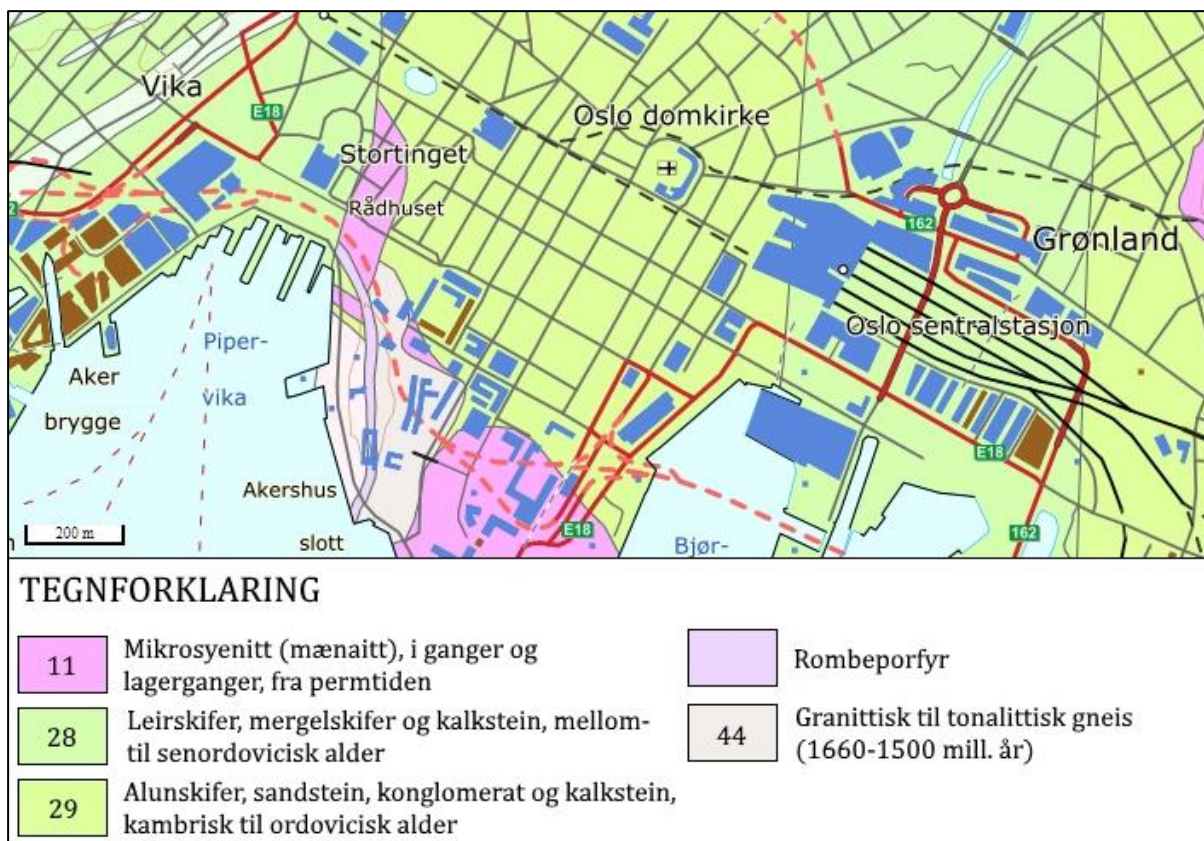 Vika
E18
Oslo domkirke
Stortinget
Rådhuset
162
Grønland
Oslo sentralstasjon
Piper-
vika
Aker
brygge
Akershus
slott
E18
E18
162
Bjør-
200 m
TEGNFORKLARING
11
Mikrosyenitt (mænaitt), i ganger og
lagerganger, fra permtiden
28
Leirskifer, mergelskifer og kalkstein, mellom-
til senordovicisk alder
29
Alunskifer, sandstein, konglomerat og kalkstein,
kambrisk til ordovicisk alder
Rombeporfyr
44
Granittisk til tonalittisk gneis
(1660-1500 mill. år)